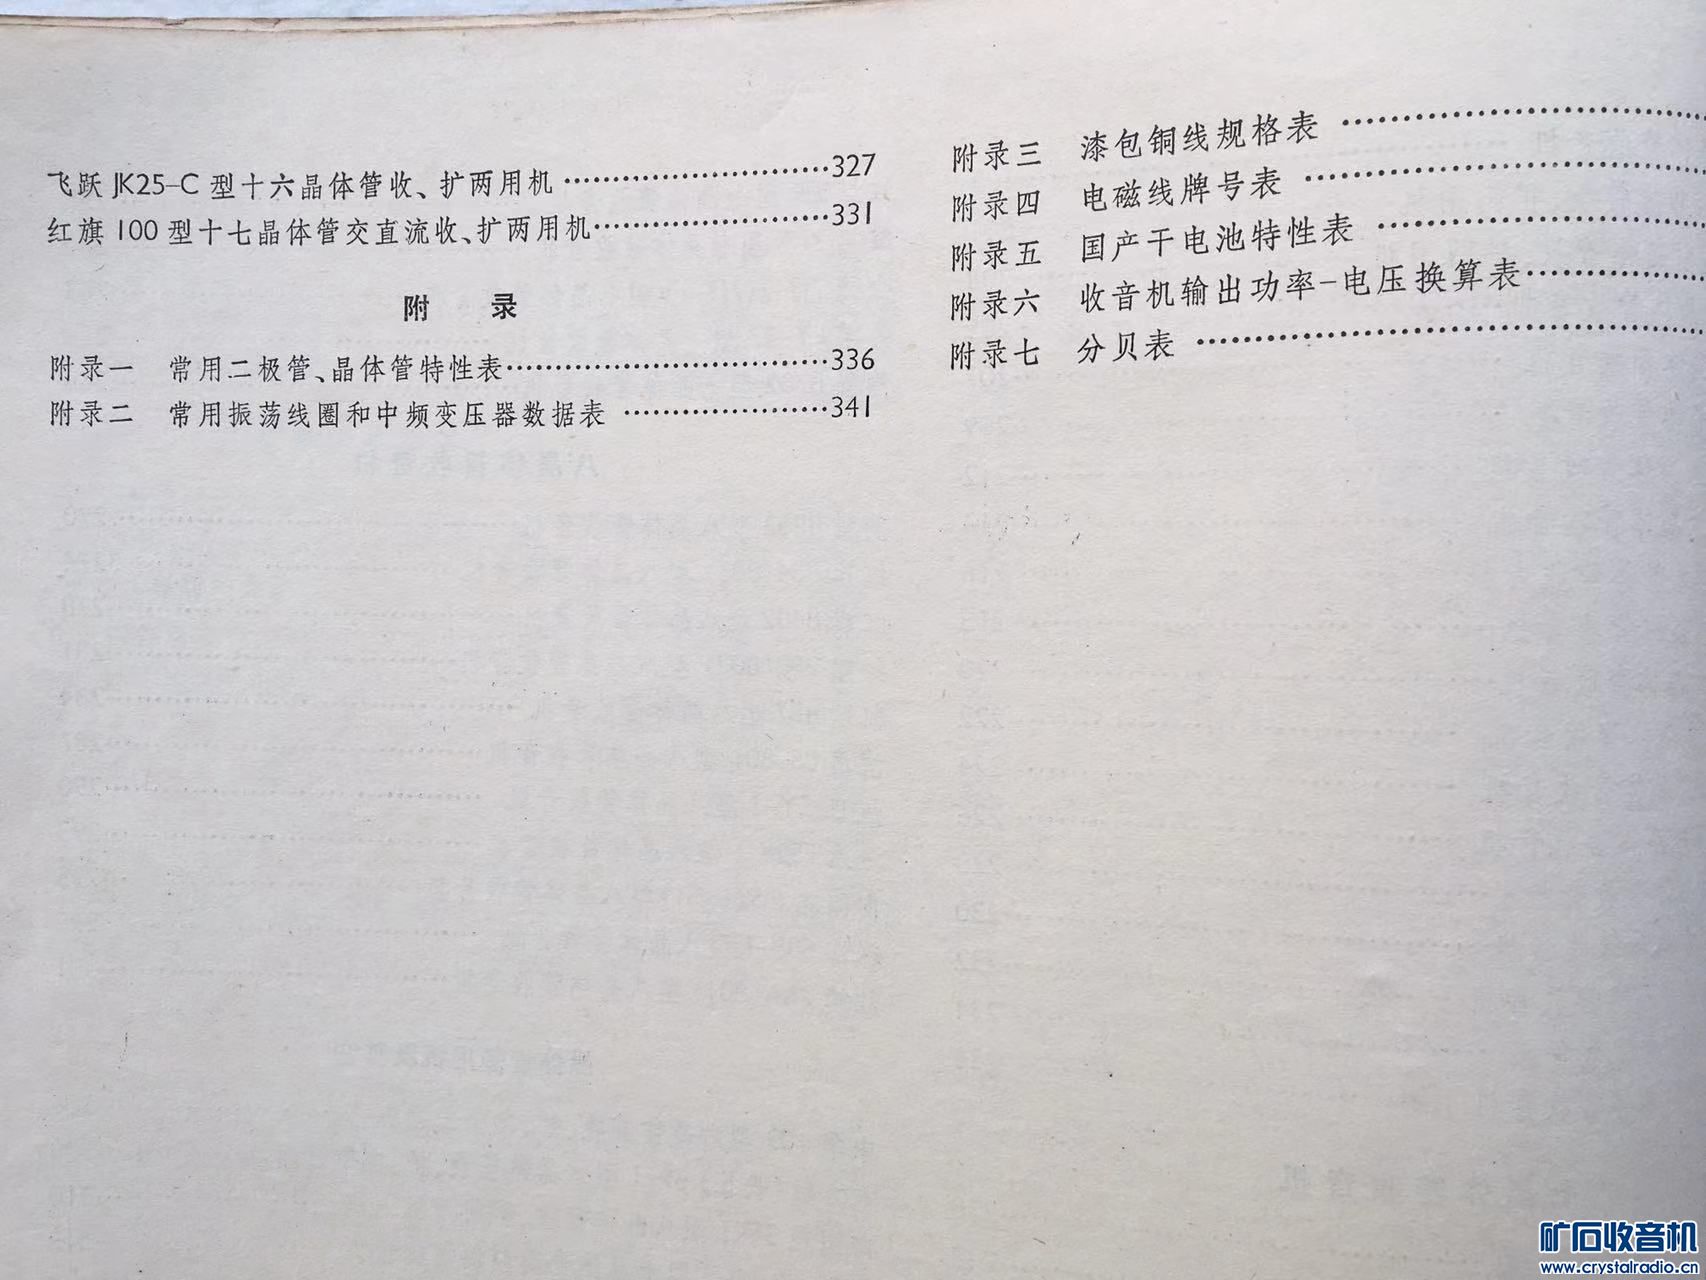 飞跃 JK25-C 型十六晶体管收、扩两用机……………………327
红旗 100 型十七晶体管交直流收、扩两用机…………………331
附 录
附录一 常用二极管、晶体管特性表……………………336
附录二 常用振荡线圈和中频变压器数据表 ………………341
附录三 漆包铜线规格表 ……………………
附录四 电磁线牌号表 ……………………
附录五 国产干电池特性表 ……………………
附录六 收音机输出功率-电压换算表……………
附录七 分贝表 ……………………
矿石收音机
www.crystalradio.cn